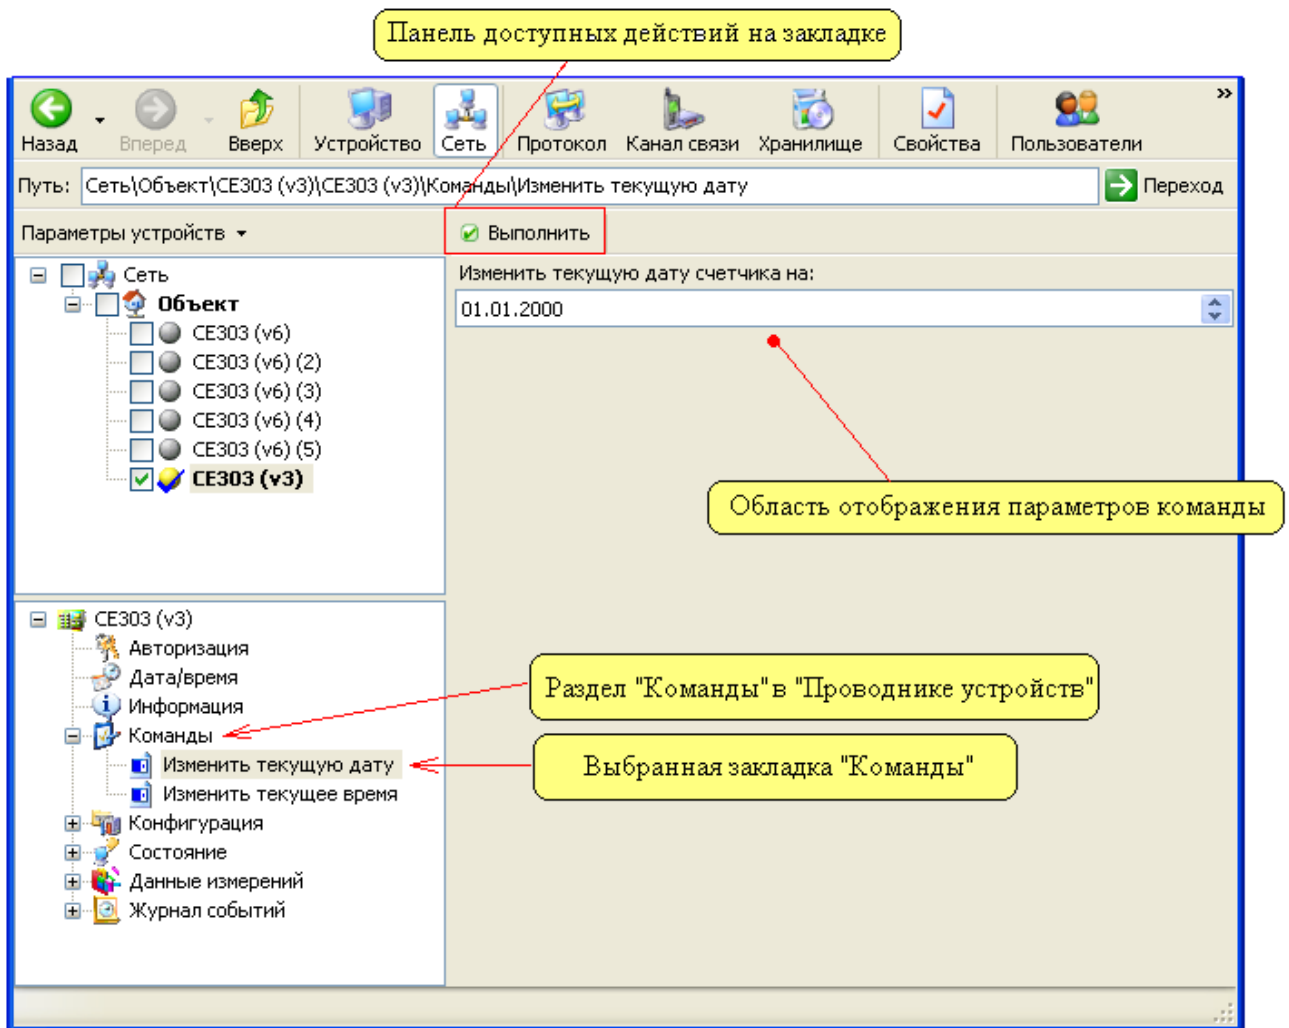 Панель доступных действий на закладке
Назад
Вперед
Вверх
Устройство
Сеть
Протокол
Канал связи
Хранилище
Свойства
Пользователи
»
Путь: Сеть\Объект\CE303 (v3)\CE303 (v3)\Команды\Изменить текущую дату
Переход
Параметры устройств
Выполнить
Сеть
Объект
CE303 (v6)
CE303 (v6) (2)
CE303 (v6) (3)
CE303 (v6) (4)
CE303 (v6) (5)
CE303 (v3)
Изменить текущую дату счетчика на:
01.01.2000
Область отображения параметров команды
CE303 (v3)
Авторизация
Дата/время
Информация
Команды
Изменить текущую дату
Изменить текущее время
Конфигурация
Состояние
Данные измерений
Журнал событий
Раздел "Команды"в "Проводнике устройств"
Выбранная закладка "Команды"